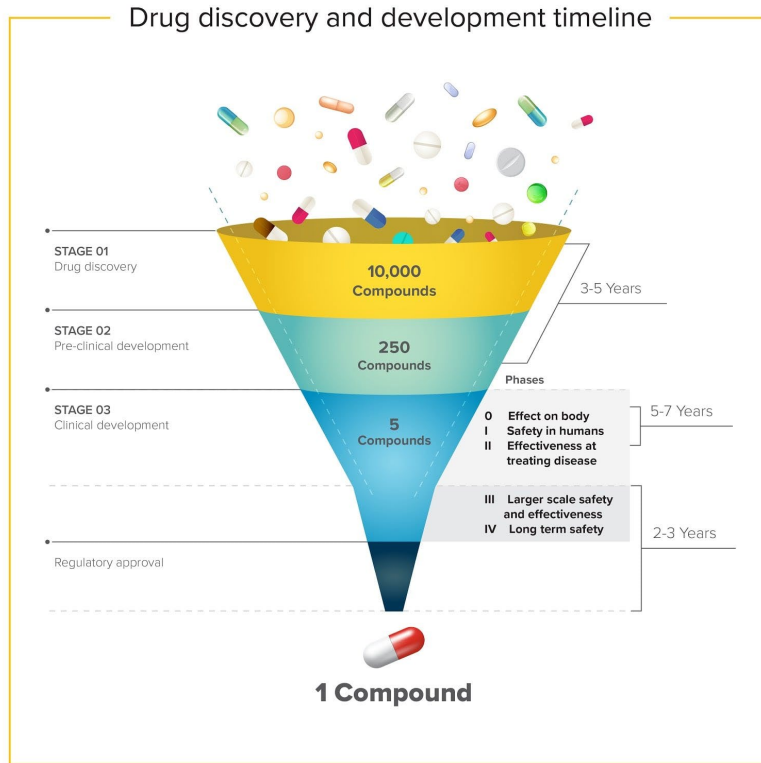 Drug discovery and development timeline
STAGE 01
Drug discovery
10,000
Compounds
3-5 Years
STAGE 02
Pre-clinical development
250
Compounds
Phases
STAGE 03
Clinical development
5
Compounds
0 Effect on body
I Safety in humans
II Effectiveness at
treating disease
5-7 Years
III Larger scale safety
and effectiveness
IV Long term safety
2-3 Years
Regulatory approval
1 Compound